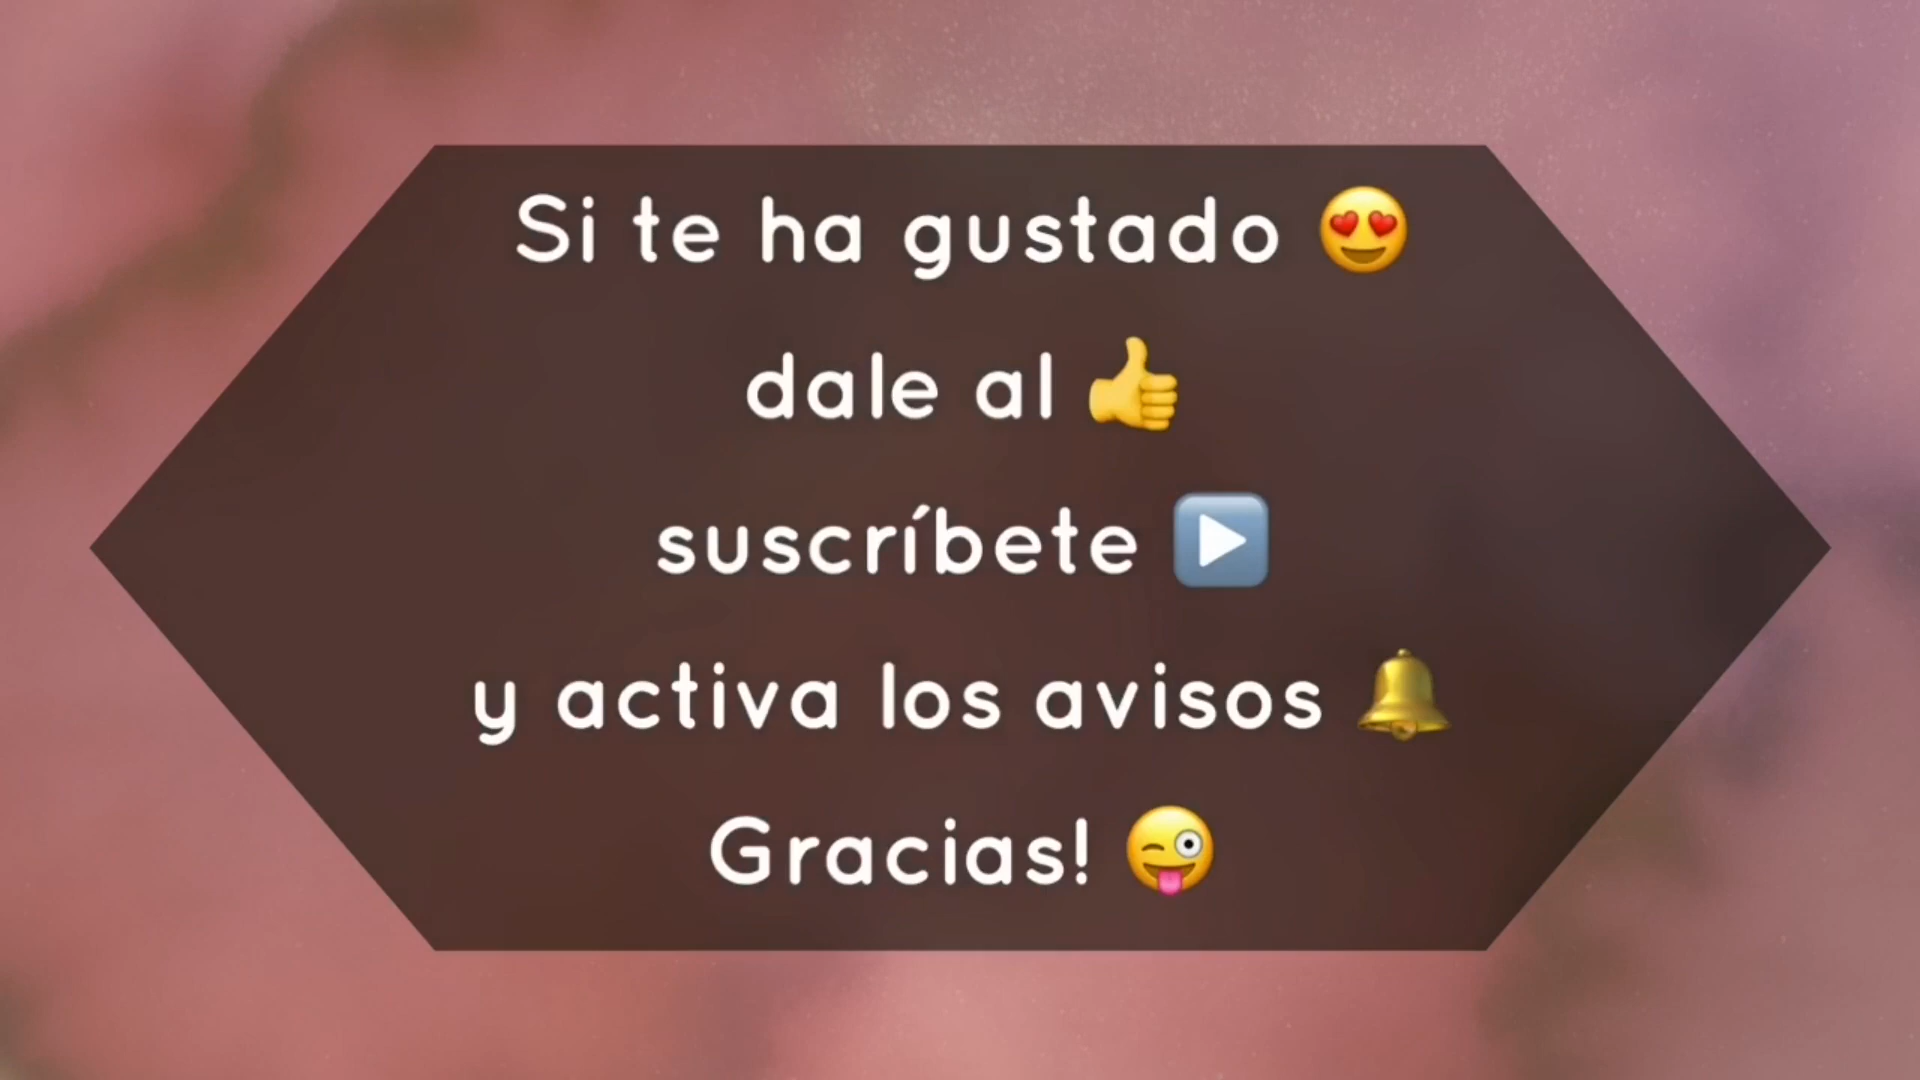 Si te ha gustado 😍
dale al 👍
suscríbete ▶️
y activa los avisos 🔔
Gracias! 😜